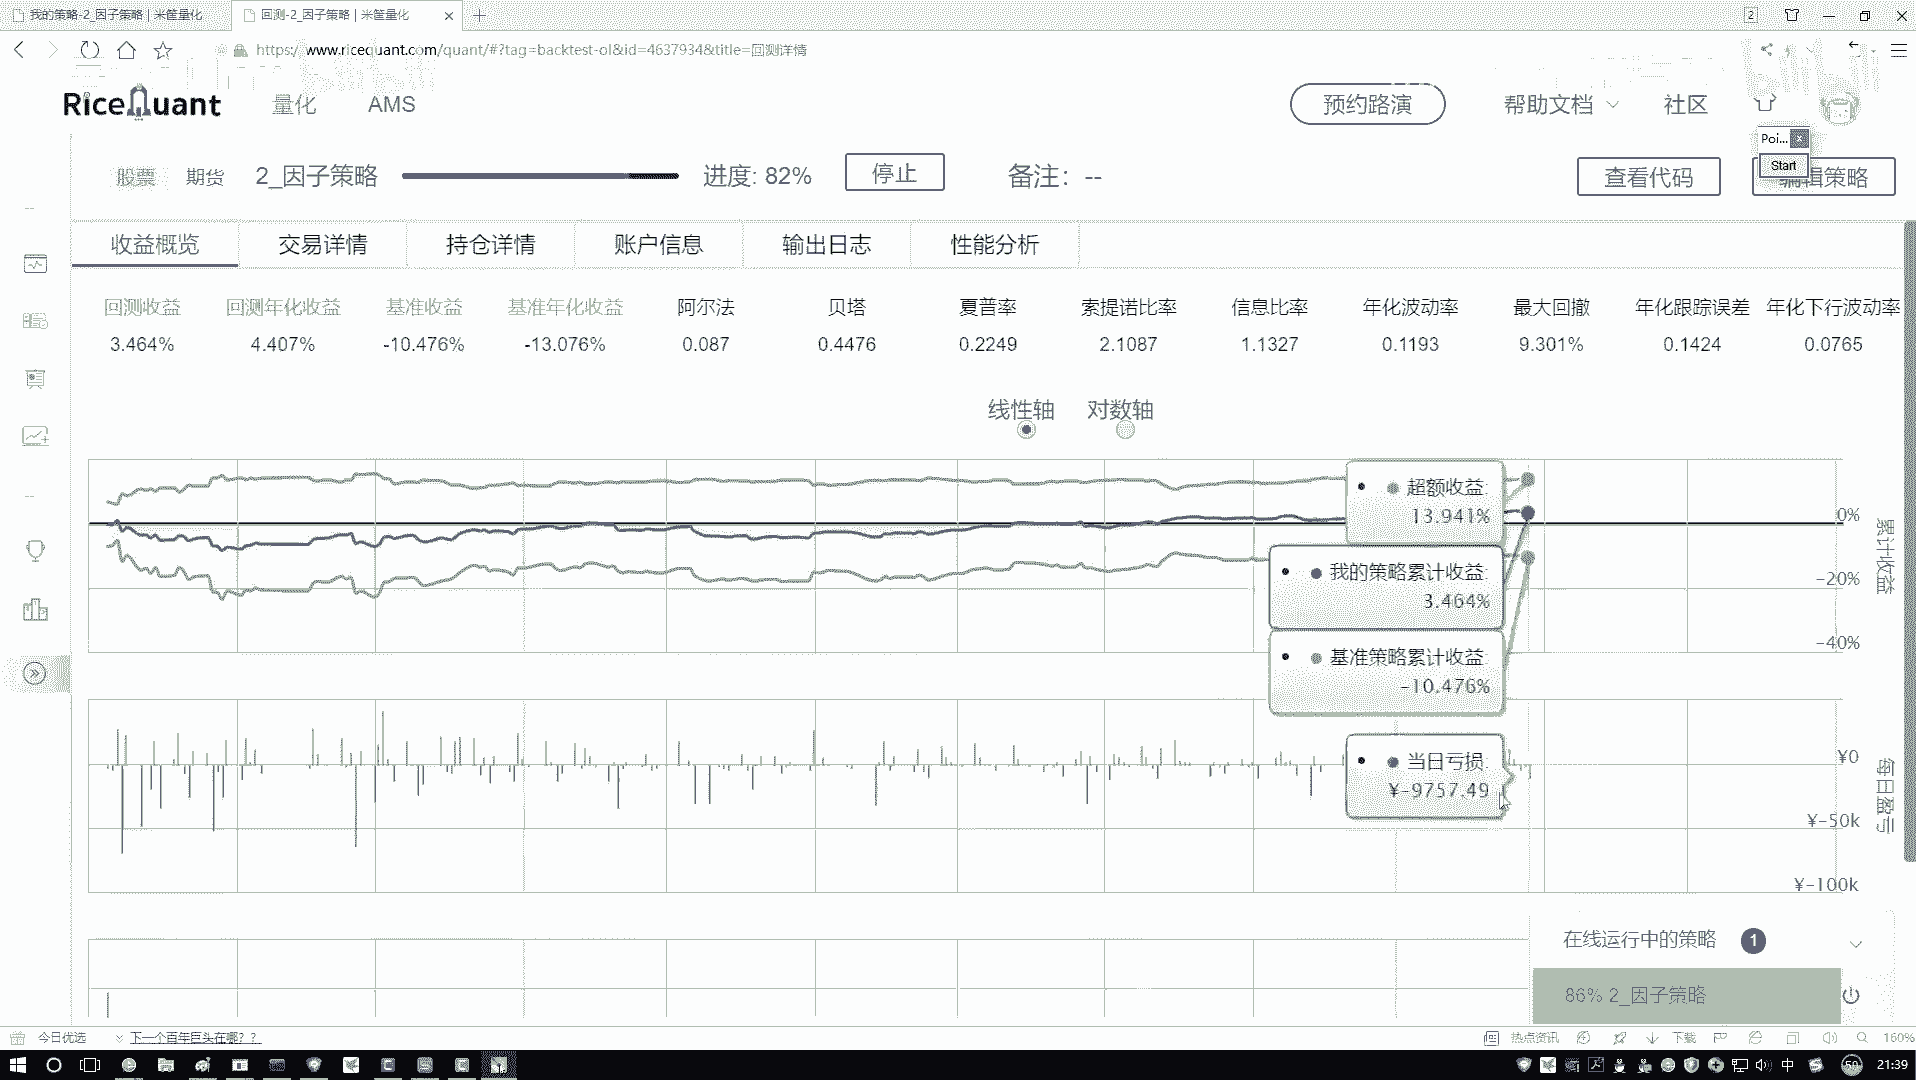 我的策略-2_因子策略 | 米筐量化
回测-2_因子策略 | 米筐量化
2
https://www.ricequant.com/quant/#?tag=backtest-ol&id=4637934&title=回测详情
RiceQuant
量化
AMS
预约路演
帮助文档
社区
Poi...
Start
股票
期货
2_因子策略
进度: 82%
停止
备注: --
查看代码
编辑策略
收益概览
交易详情
持仓详情
账户信息
输出日志
性能分析
回测收益 回测年化收益 基准收益 基准年化收益 阿尔法 贝塔 夏普率 索提诺比率 信息比率 年化波动率 最大回撤 年化跟踪误差 年化下行波动率
3.464% 4.407% -10.476% -13.076% 0.087 0.4476 0.2249 2.1087 1.1327 0.1193 9.301% 0.1424 0.0765
线性轴 对数轴
超额收益:
13.941%
我的策略累计收益:
3.464%
基准策略累计收益:
-10.476%
0%
-20%
-40%
累计收益
当日亏损:
¥-9757.49
¥0
¥-50k
¥-100k
每日盈亏
在线运行中的策略 1
86% 2_因子策略
今日优选
下一个百年巨头在哪？？
热点资讯
下载
160%
中
50
21:39